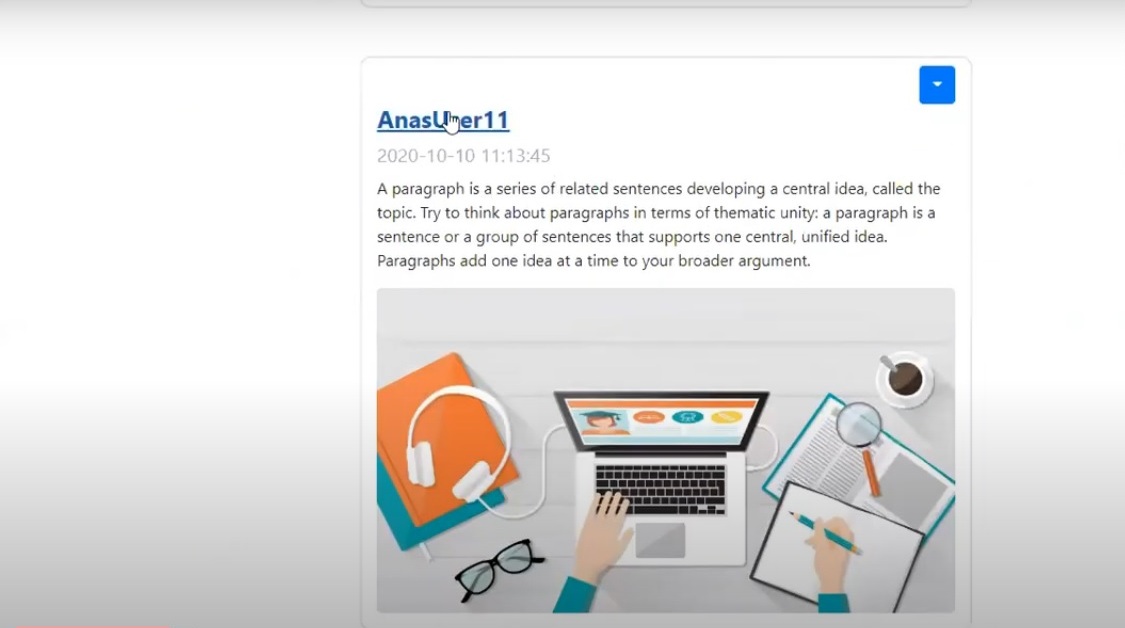 AnasUser11
2020-10-10 11:13:45
A paragraph is a series of related sentences developing a central idea, called the
topic. Try to think about paragraphs in terms of thematic unity: a paragraph is a
sentence or a group of sentences that supports one central, unified idea.
Paragraphs add one idea at a time to your broader argument.